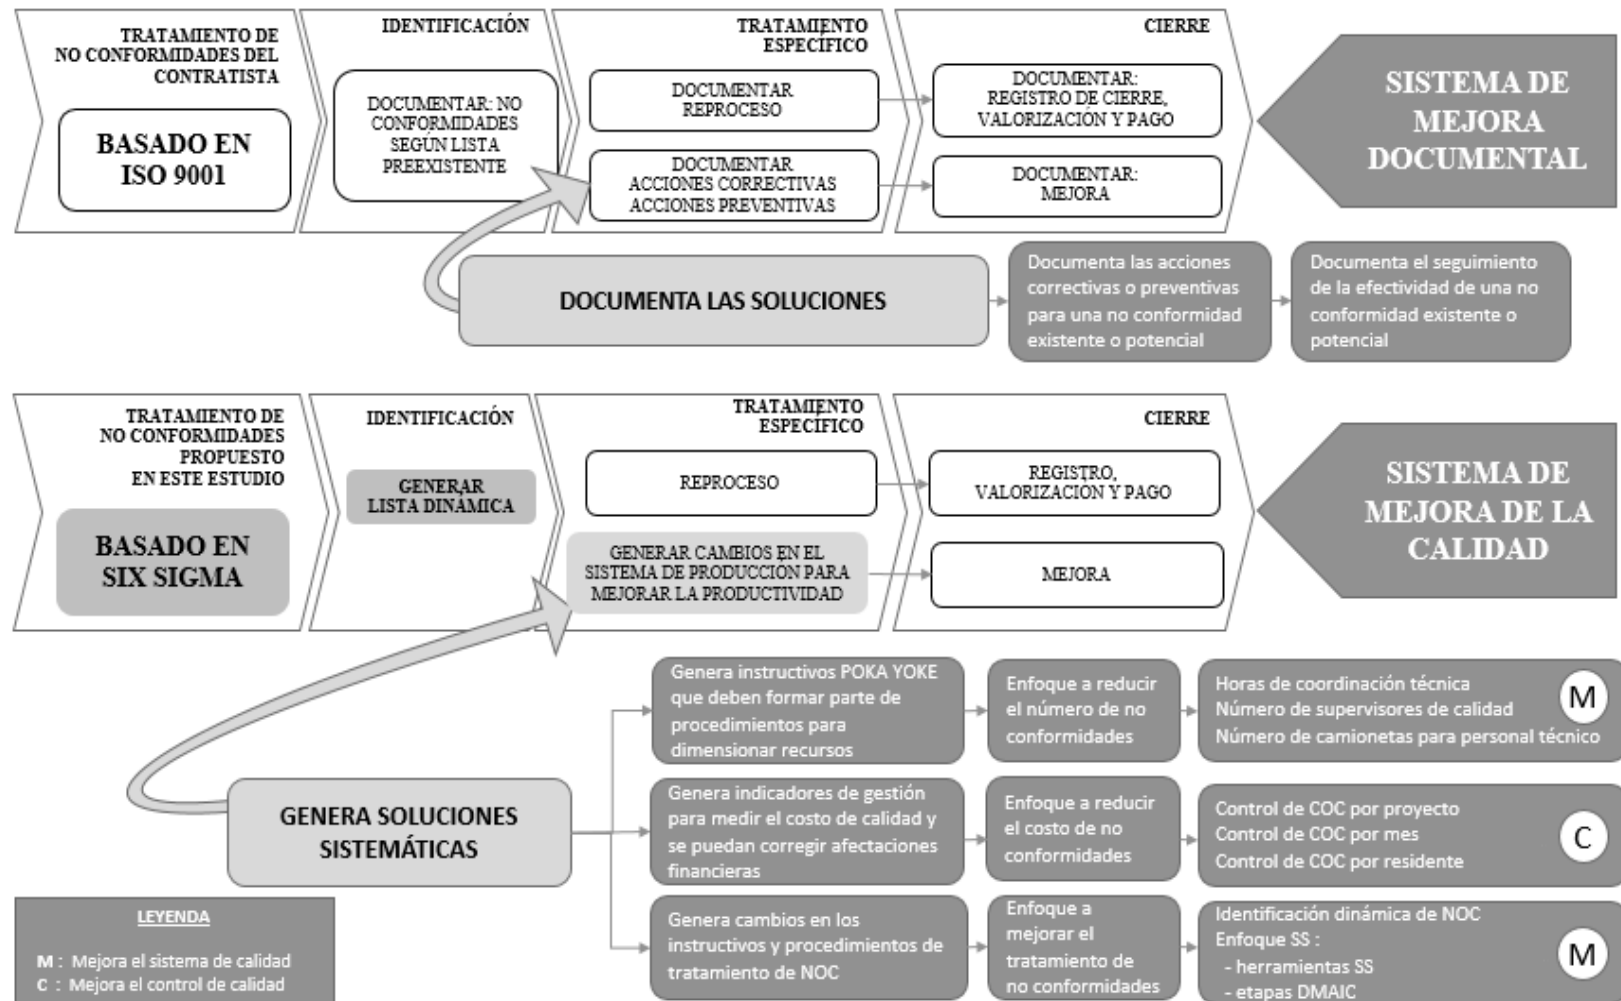 TRATAMIENTO DE
NO CONFORMIDADES DEL
CONTRATISTA
BASADO EN
ISO 9001
IDENTIFICACIÓN
DOCUMENTAR: NO
CONFORMIDADES
SEGÚN LISTA
PREEXISTENTE
TRATAMIENTO
ESPECÍFICO
DOCUMENTAR
REPROCESO
DOCUMENTAR
ACCIONES CORRECTIVAS
ACCIONES PREVENTIVAS
CIERRE
DOCUMENTAR:
REGISTRO DE CIERRE,
VALORIZACIÓN Y PAGO
DOCUMENTAR:
MEJORA
SISTEMA DE
MEJORA
DOCUMENTAL
DOCUMENTA LAS SOLUCIONES
Documenta las acciones
correctivas o preventivas
para una no conformidad
existente o potencial
Documenta el seguimiento
de la efectividad de una no
conformidad existente o
potencial
TRATAMIENTO DE
NO CONFORMIDADES
PROPUESTO
EN ESTE ESTUDIO
BASADO EN
SIX SIGMA
IDENTIFICACIÓN
GENERAR
LISTA DINÁMICA
TRATAMIENTO
ESPECÍFICO
REPROCESO
GENERAR CAMBIOS EN EL
SISTEMA DE PRODUCCIÓN PARA
MEJORAR LA PRODUCTIVIDAD
CIERRE
REGISTRO,
VALORIZACIÓN Y PAGO
MEJORA
SISTEMA DE
MEJORA DE LA
CALIDAD
GENERA SOLUCIONES
SISTEMÁTICAS
Genera instructivos POKA YOKE
que deben formar parte de
procedimientos para
dimensionar recursos
Enfoque a reducir
el número de no
conformidades
Horas de coordinación técnica
Número de supervisores de calidad
Número de camionetas para personal técnico
M
Genera indicadores de gestión
para medir el costo de calidad y
se puedan corregir afectaciones
financieras
Enfoque a reducir
el costo de no
conformidades
Control de COC por proyecto
Control de COC por mes
Control de COC por residente
C
Genera cambios en los
instructivos y procedimientos de
tratamiento de NOC
Enfoque a
mejorar el
tratamiento de
no conformidades
Identificación dinámica de NOC
Enfoque SS :
- herramientas SS
- etapas DMAIC
M
LEYENDA
M : Mejora el sistema de calidad
C : Mejora el control de calidad